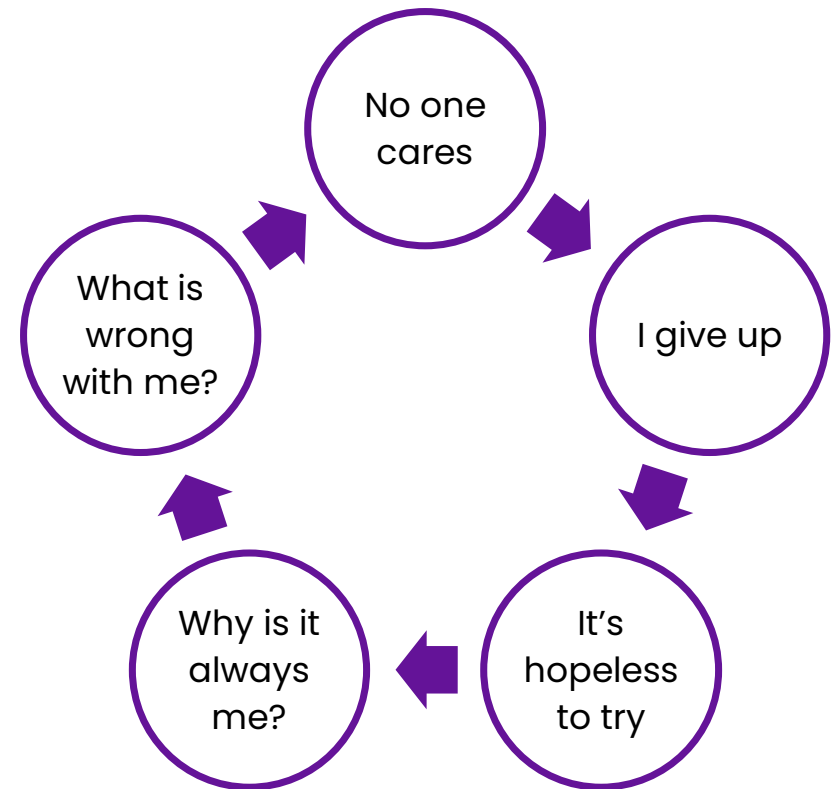 No one
cares
I give up
It’s
hopeless
to try
Why is it
always
me?
What is
wrong
with me?